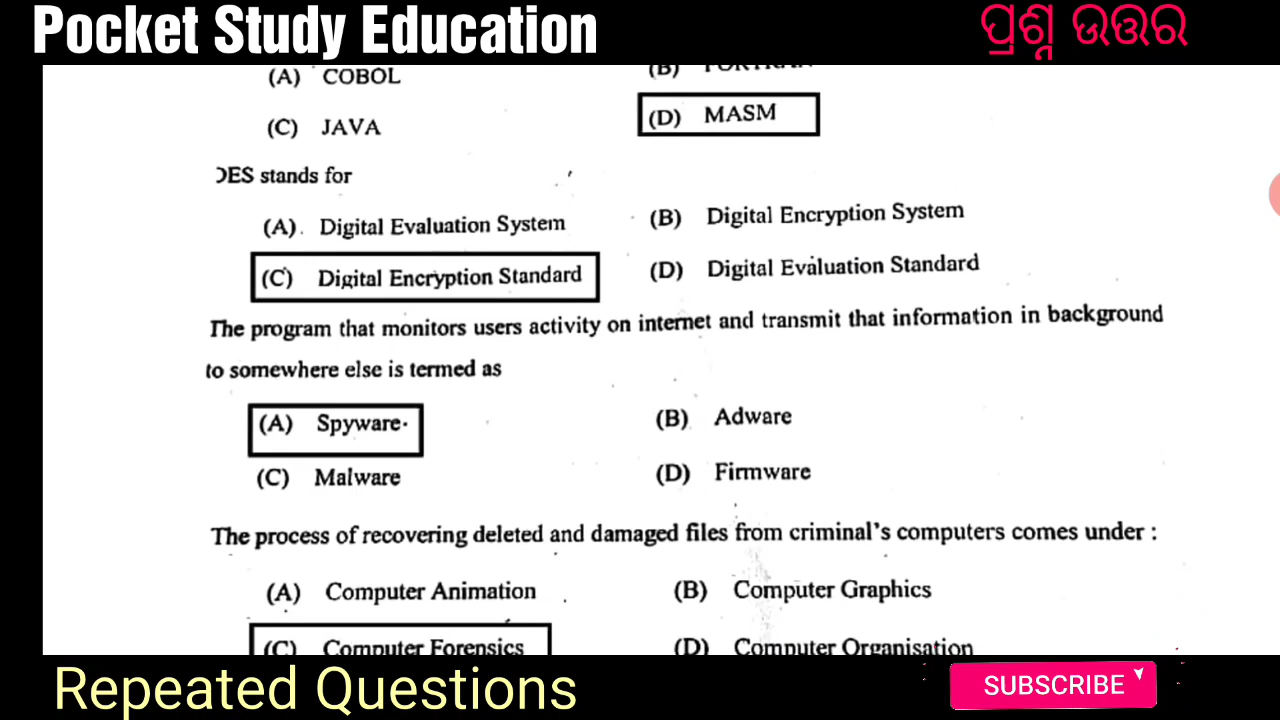 Pocket Study Education
ପ୍ରଶ୍ନ ଉତ୍ତର
(A) COBOL
(B) FORTRAN
(C) JAVA
(D) MASM
DES stands for
(A). Digital Evaluation System
(B) Digital Encryption System
(C) Digital Encryption Standard
(D) Digital Evaluation Standard
The program that monitors users activity on internet and transmit that information in background
to somewhere else is termed as
(A) Spyware
(B) Adware
(C) Malware
(D) Firmware
The process of recovering deleted and damaged files from criminal's computers comes under :
(A) Computer Animation
(B) Computer Graphics
(C) Computer Forensics
(D) Computer Organisation
Repeated Questions
SUBSCRIBE